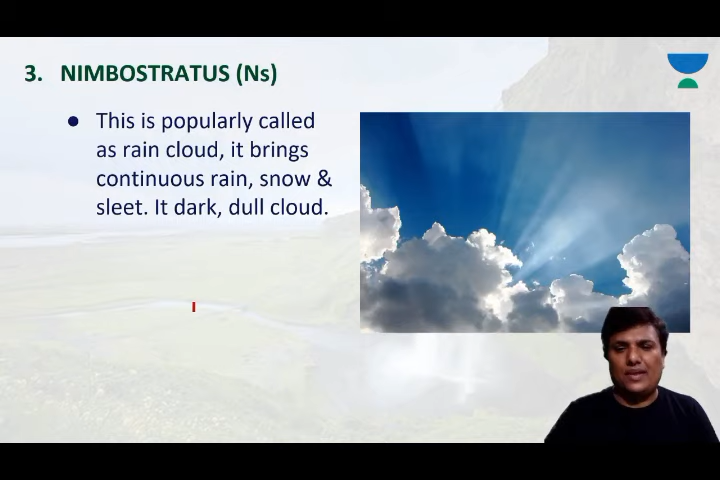 3. NIMBOSTRATUS (Ns)
● This is popularly called
as rain cloud, it brings
continuous rain, snow &
sleet. It dark, dull cloud.